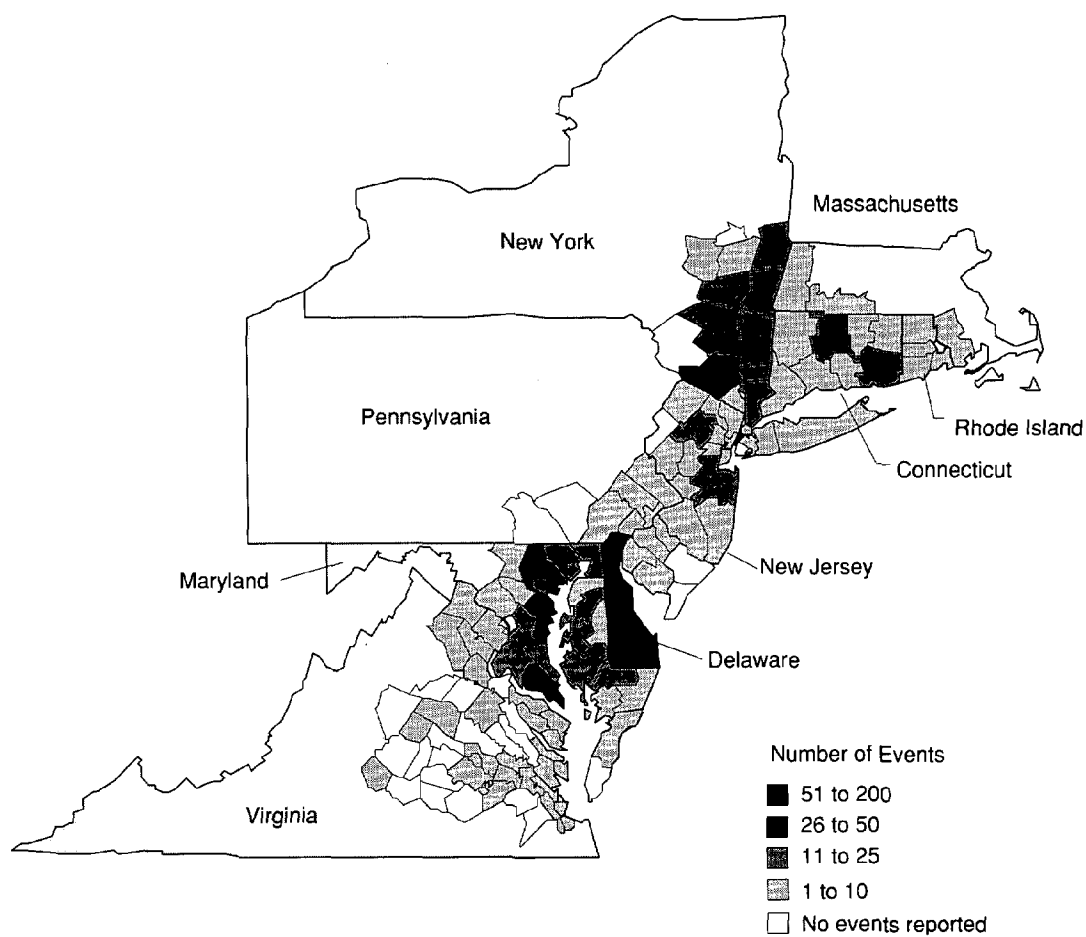 Massachusetts
New York
Pennsylvania
Rhode Island
Connecticut
New Jersey
Maryland
Delaware
Virginia
Number of Events
51 to 200
26 to 50
11 to 25
1 to 10
No events reported